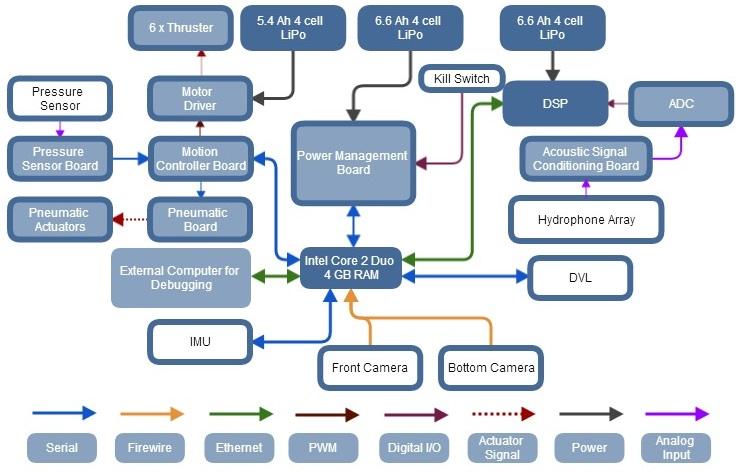 6 x Thruster
5.4 Ah 4 cell
LiPo
6.6 Ah 4 cell
LiPo
6.6 Ah 4 cell
LiPo
Pressure
Sensor
Motor
Driver
Kill Switch
DSP
ADC
Pressure
Sensor Board
Motion
Controller Board
Power Management
Board
Acoustic Signal
Conditioning Board
Pneumatic
Actuators
Pneumatic
Board
Hydrophone Array
External Computer for
Debugging
Intel Core 2 Duo
4 GB RAM
DVL
IMU
Front Camera
Bottom Camera
Serial
Firewire
Ethernet
PWM
Digital I/O
Actuator
Signal
Power
Analog
Input